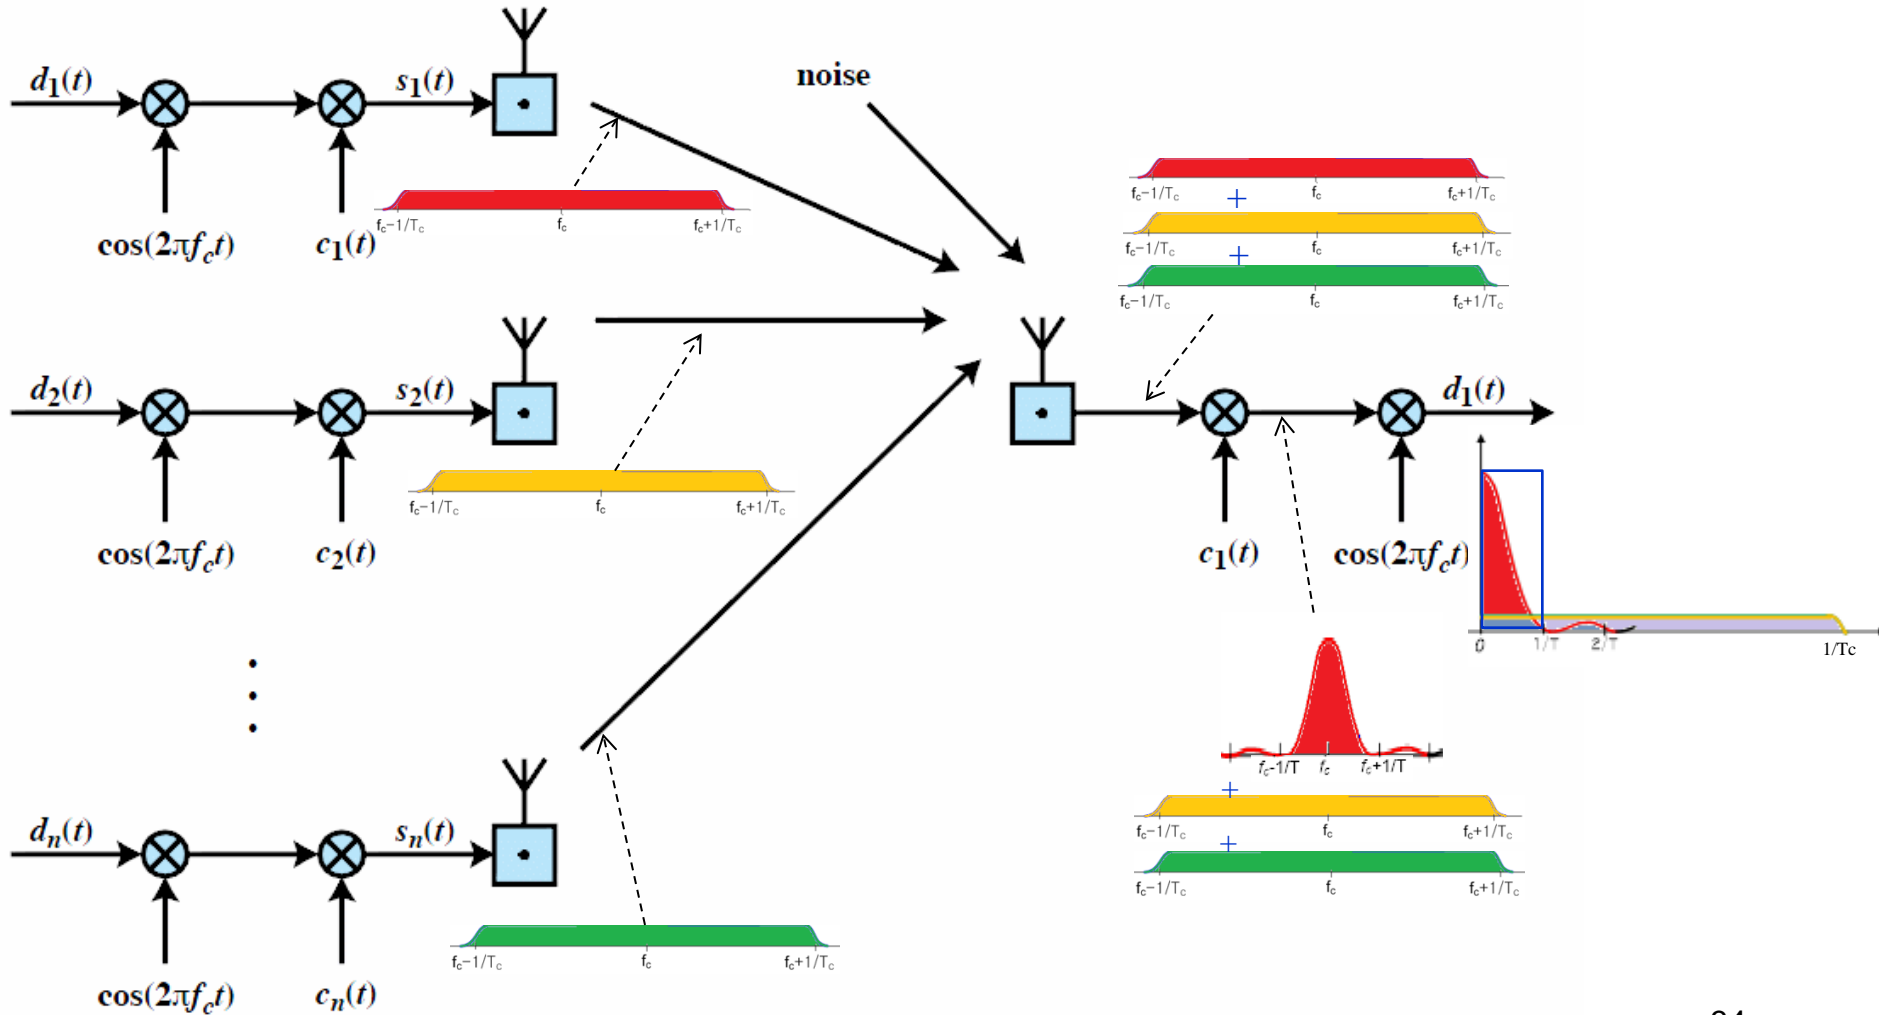 d1(t)
s1(t)
noise
cos(2πfct)
c1(t)
fc−1/Tc fc fc+1/Tc
fc−1/Tc fc fc+1/Tc
+
fc−1/Tc fc fc+1/Tc
+
fc−1/Tc fc fc+1/Tc
d2(t)
s2(t)
cos(2πfct)
c2(t)
fc−1/Tc fc fc+1/Tc
d1(t)
c1(t)
cos(2πfct)
0 1/T 2/T 1/Tc
fc−1/T fc fc+1/T
+
fc−1/Tc fc fc+1/Tc
+
fc−1/Tc fc fc+1/Tc
dn(t)
sn(t)
cos(2πfct)
cn(t)
fc−1/Tc fc fc+1/Tc